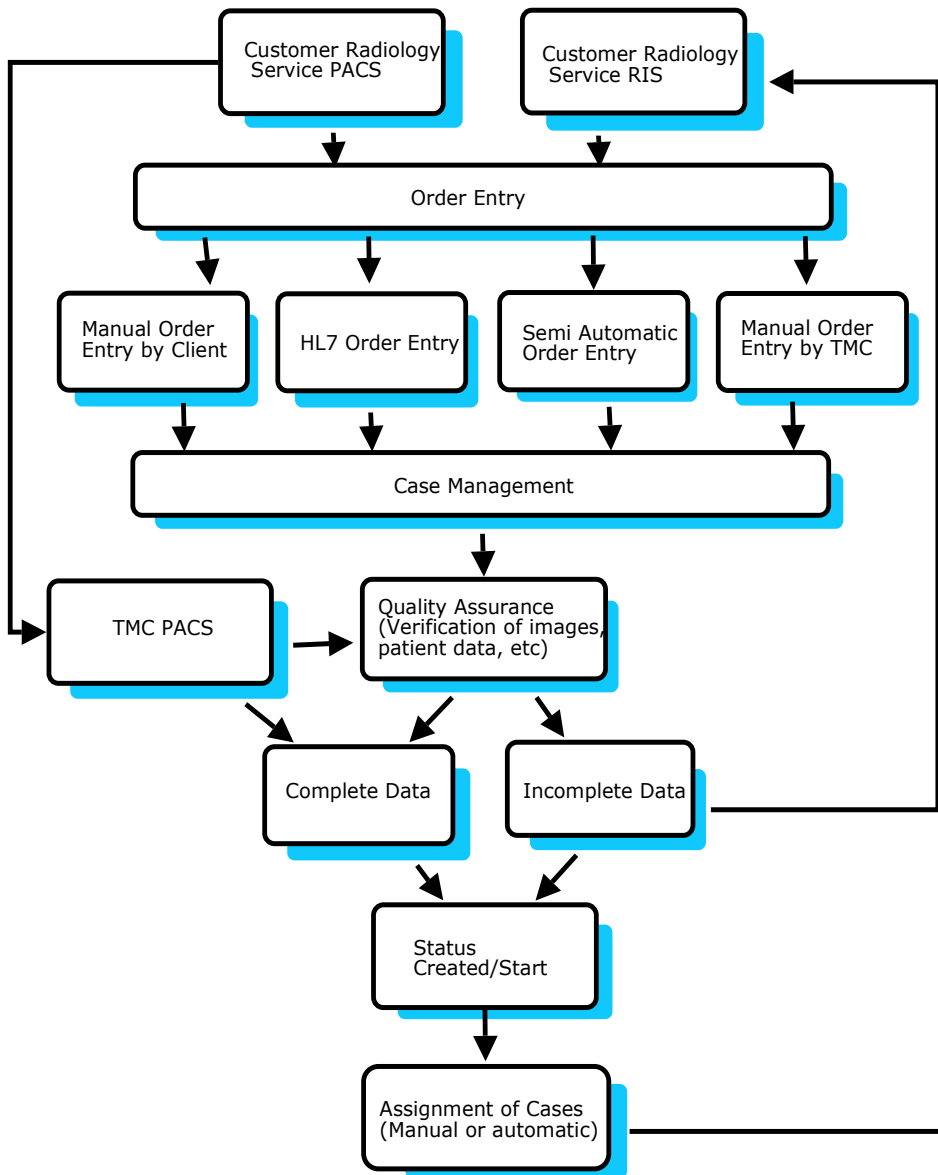 Customer Radiology
Service PACS
Customer Radiology
Service RIS
Order Entry
Manual Order
Entry by Client
HL7 Order Entry
Semi Automatic
Order Entry
Manual Order
Entry by TMC
Case Management
TMC PACS
Quality Assurance
(Verification of images,
patient data, etc)
Complete Data
Incomplete Data
Status
Created/Start
Assignment of Cases
(Manual or automatic)